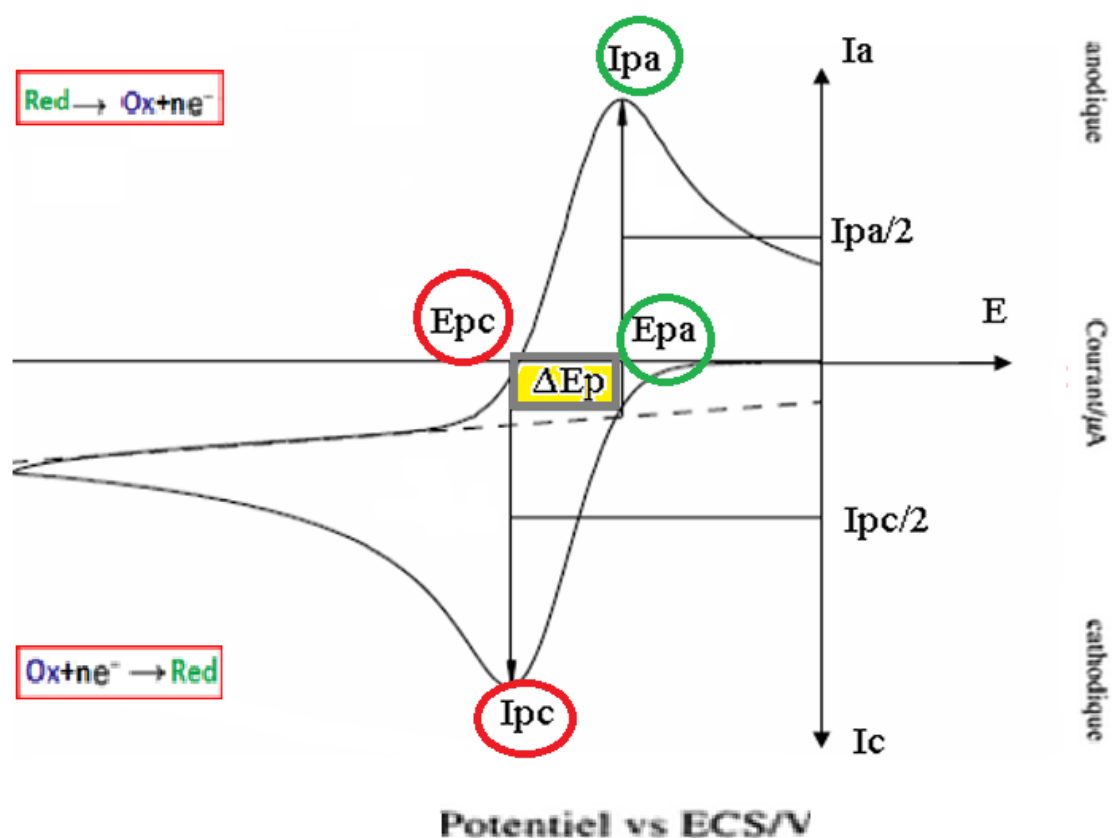 Ipa
Ia
anodique
Red → Ox+ne⁻
Ipa/2
Epc
Epa
E
ΔEp
Courant/µA
Ipc/2
Ox+ne⁻ → Red
Ipc
Ic
cathodique
Potentiel vs ECS/V